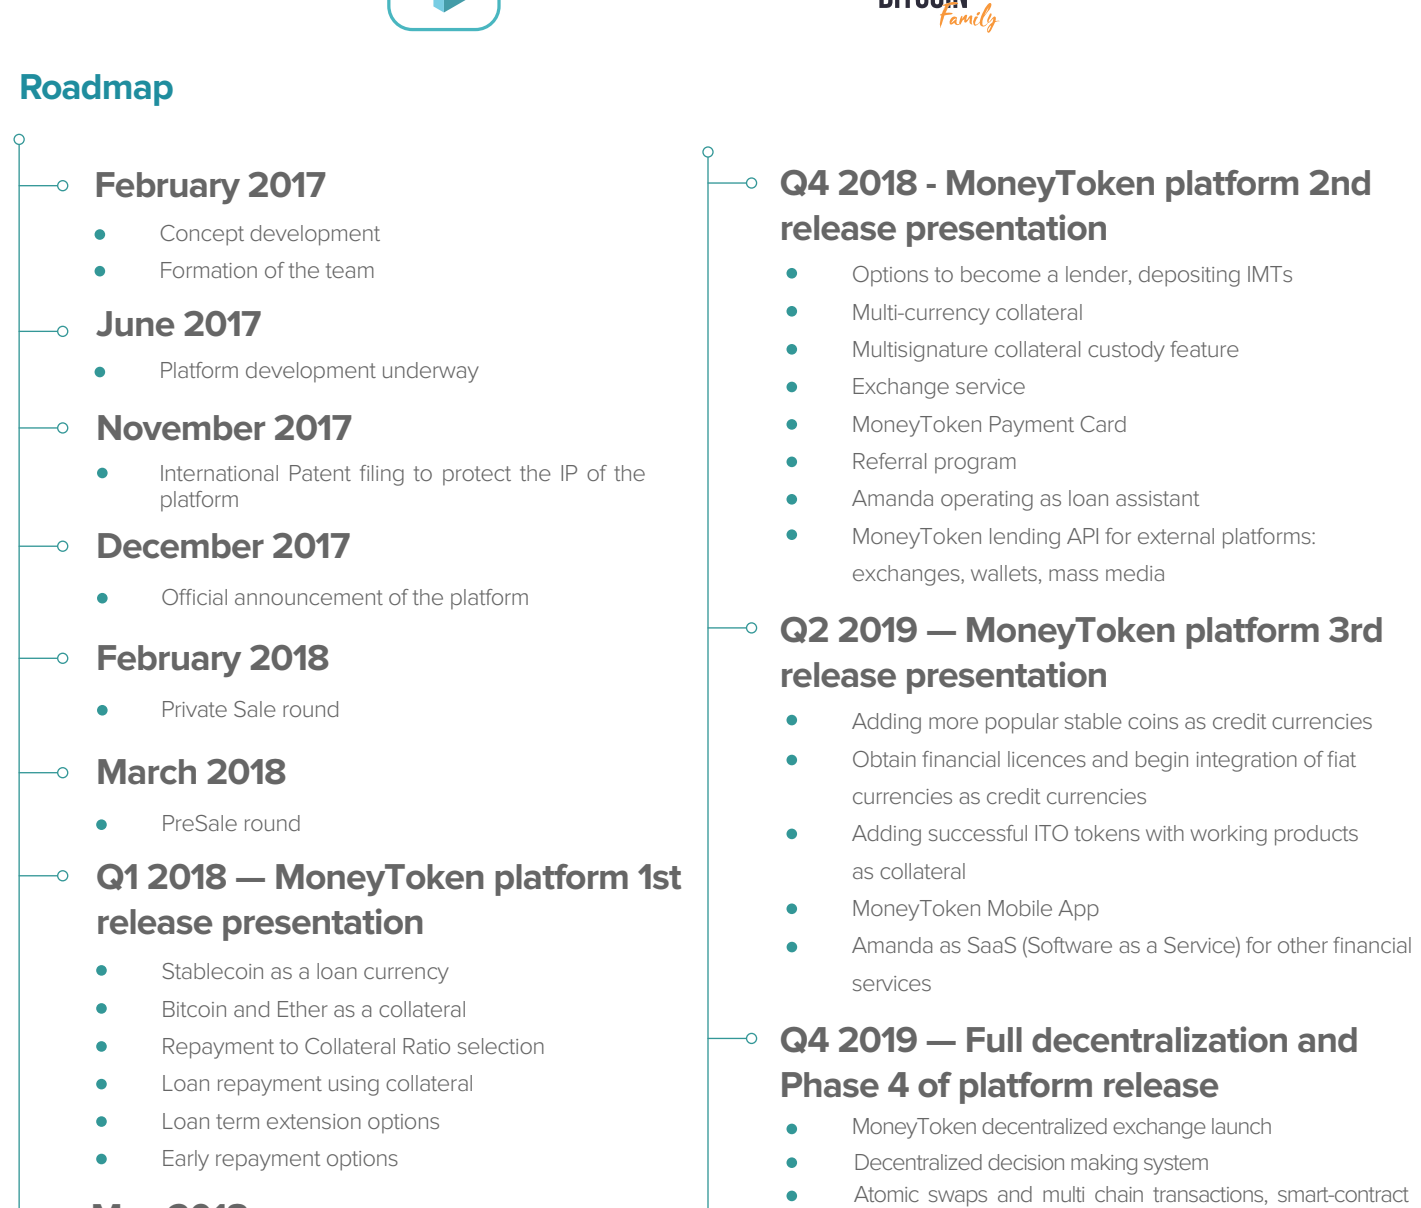 BITCOIN
Family
Roadmap
February 2017
Concept development
Formation of the team
June 2017
Platform development underway
November 2017
International Patent filing to protect the IP of the
platform
December 2017
Official announcement of the platform
February 2018
Private Sale round
March 2018
PreSale round
Q1 2018 — MoneyToken platform 1st
release presentation
Stablecoin as a loan currency
Bitcoin and Ether as a collateral
Repayment to Collateral Ratio selection
Loan repayment using collateral
Loan term extension options
Early repayment options
Q4 2018 - MoneyToken platform 2nd
release presentation
Options to become a lender, depositing IMTs
Multi-currency collateral
Multisignature collateral custody feature
Exchange service
MoneyToken Payment Card
Referral program
Amanda operating as loan assistant
MoneyToken lending API for external platforms:
exchanges, wallets, mass media
Q2 2019 — MoneyToken platform 3rd
release presentation
Adding more popular stable coins as credit currencies
Obtain financial licences and begin integration of fiat
currencies as credit currencies
Adding successful ITO tokens with working products
as collateral
MoneyToken Mobile App
Amanda as SaaS (Software as a Service) for other financial
services
Q4 2019 — Full decentralization and
Phase 4 of platform release
MoneyToken decentralized exchange launch
Decentralized decision making system
Atomic swaps and multi chain transactions, smart-contract